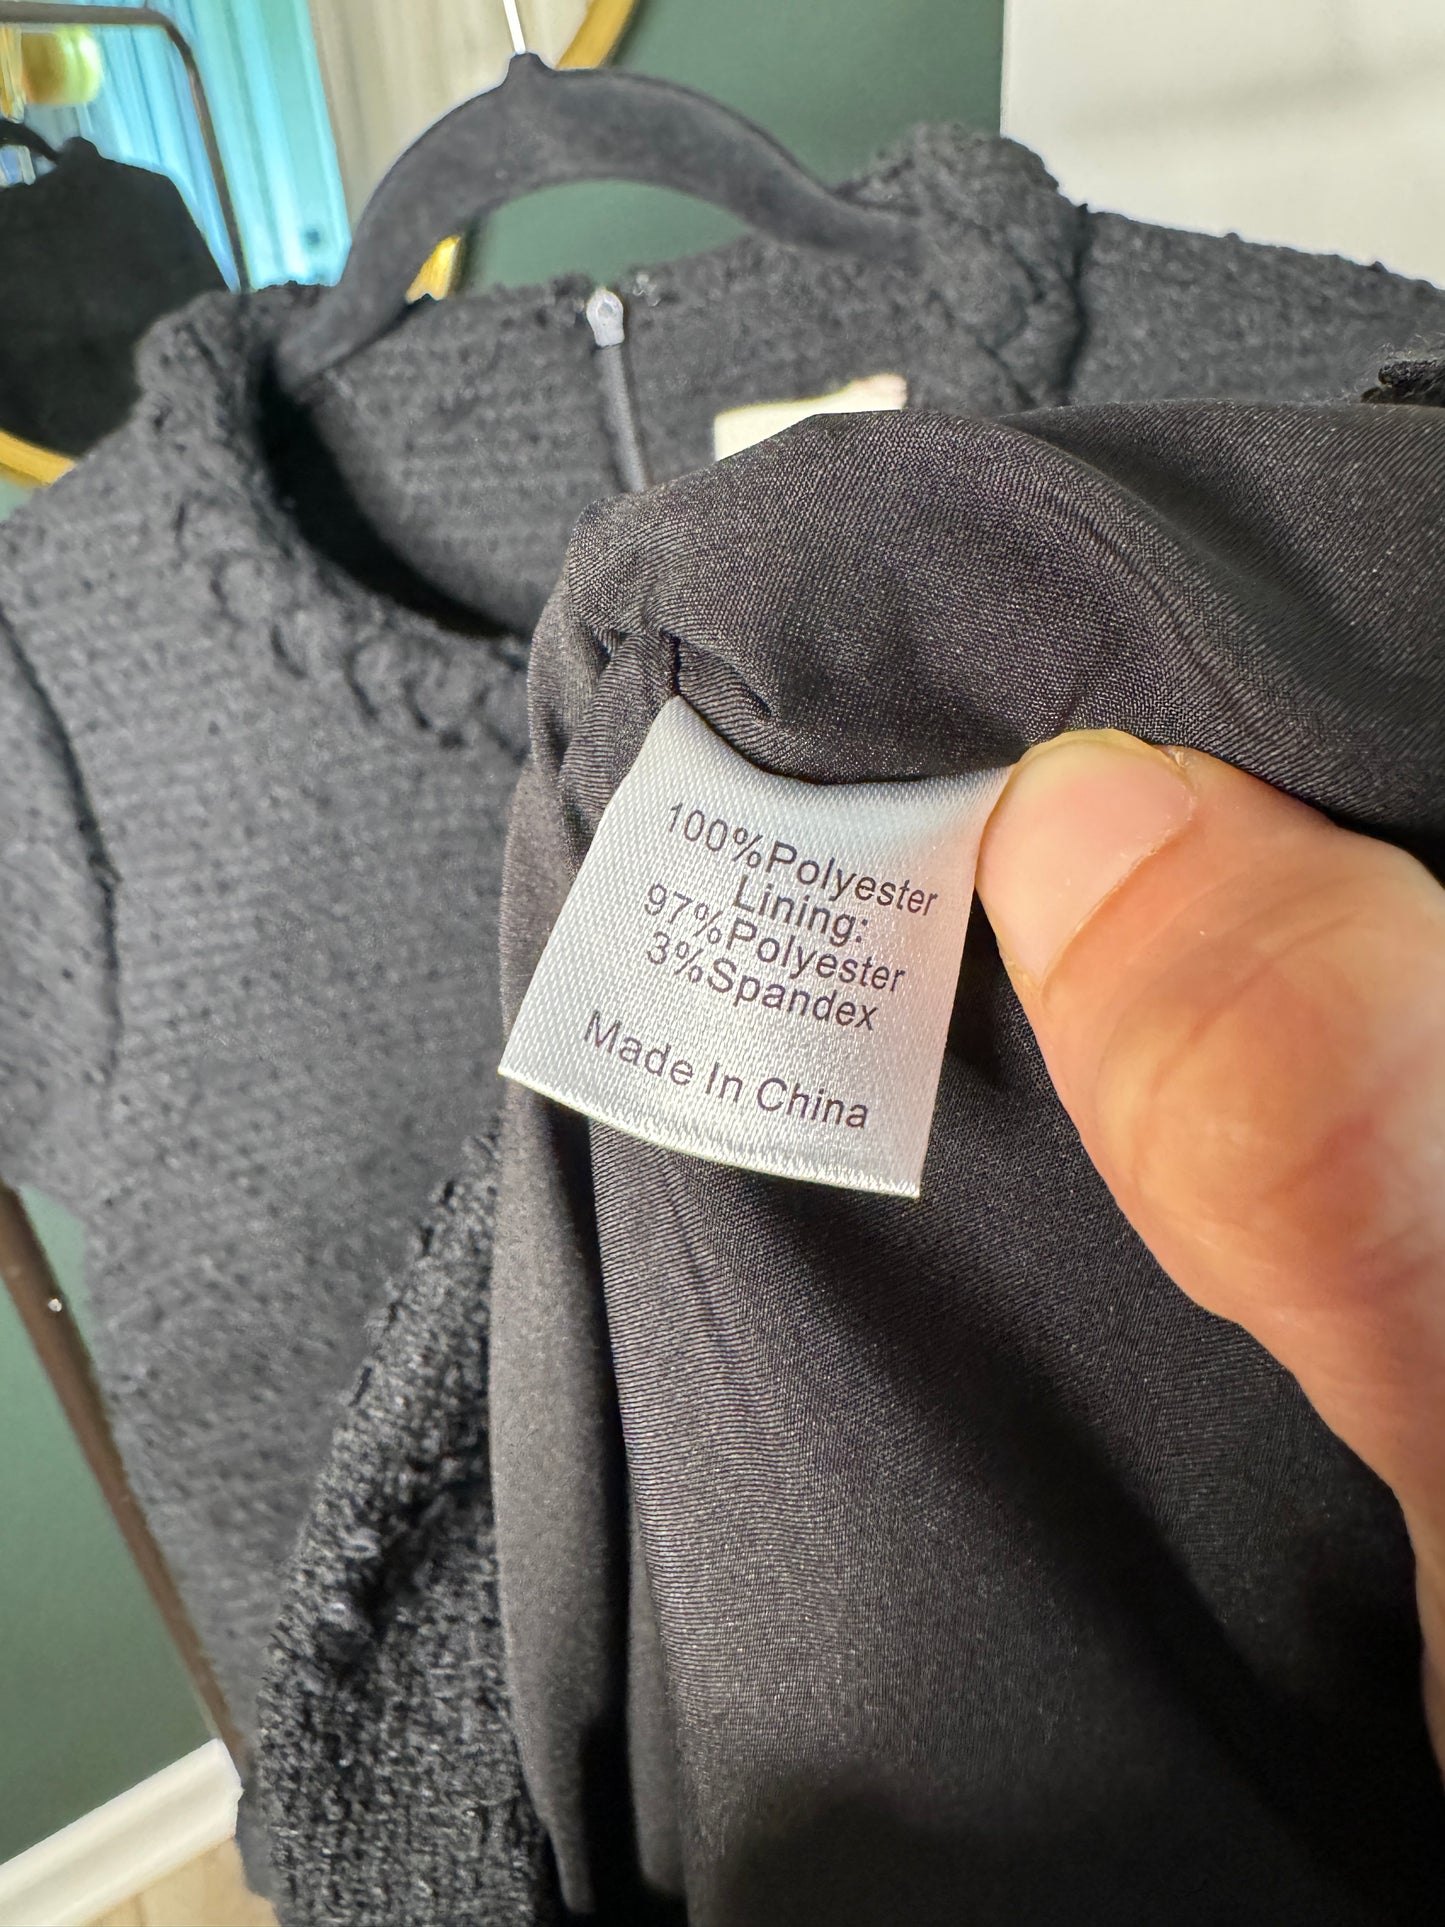 100%Polyester
Lining:
97%Polyester
3%Spandex
Made In China